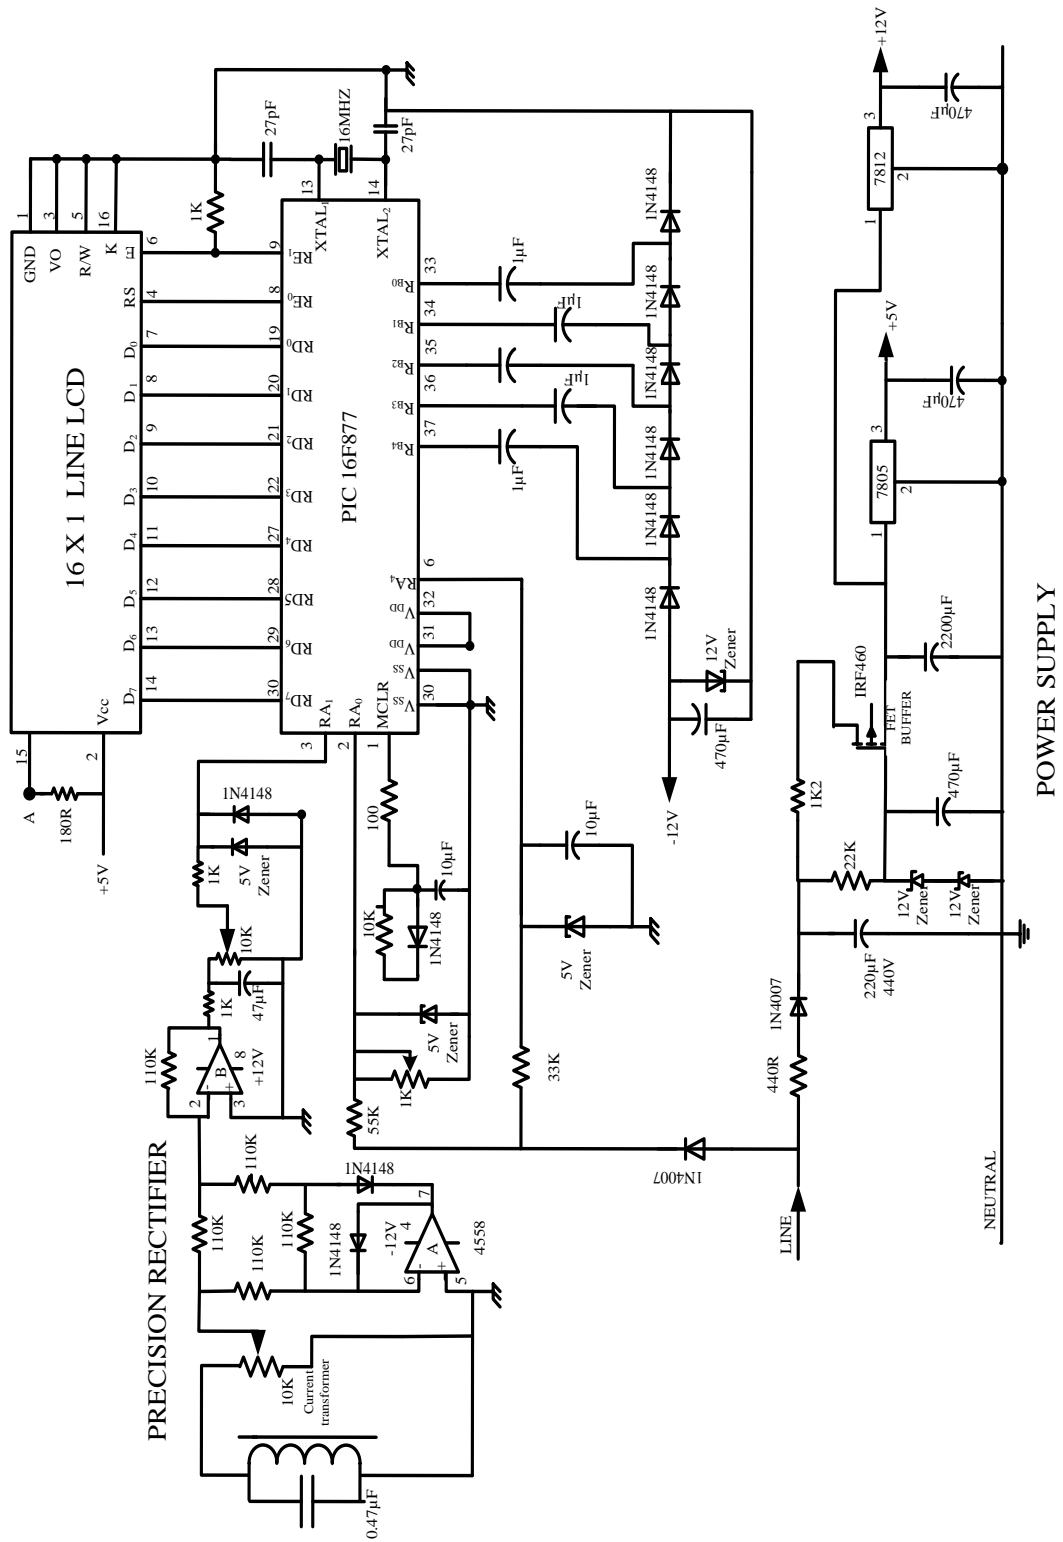 16 X 1 LINE LCD
GND
VO
R/W
K
E
RS
D0
D1
D2
D3
D4
D5
D6
D7
Vcc
1
3
5
16
6
4
7
8
9
10
11
12
13
14
2
15
A
180R
+5V
1K
27pF
16MHZ
27pF
PIC 16F877
XTAL1
13
XTAL2
14
RE1
9
RE0
8
RD0
19
RD1
20
RD2
21
RD3
22
RD4
27
RD5
28
RD6
29
RD7
30
RA1
3
RA0
2
MCLR
1
RB0
33
RB1
34
RB2
35
RB3
36
RB4
37
RA4
6
VDD
32
VDD
31
VSS
VSS
30
1µF
1µF
1µF
1µF
1µF
1N4148
1N4148
1N4148
1N4148
1N4148
1N4148
12V
Zener
470µF
-12V
1N4148
5V
Zener
1K
10K
1K
47µF
110K
B
1
2
-
3
+
8
+12V
100
10K
1N4148
10µF
5V
Zener
1K
55K
10µF
5V
Zener
33K
PRECISION RECTIFIER
110K
110K
110K
110K
1N4148
1N4148
-12V
4
7
6
-
5
+
A
4558
10K
Current
transformer
0.47µF
1N4007
LINE
NEUTRAL
440R
1N4007
220µF
440V
22K
12V
Zener
12V
Zener
1K2
470µF
FET
BUFFER
IRF460
2200µF
1
7805
2
3
+5V
470µF
1
7812
2
3
+12V
470µF
POWER SUPPLY